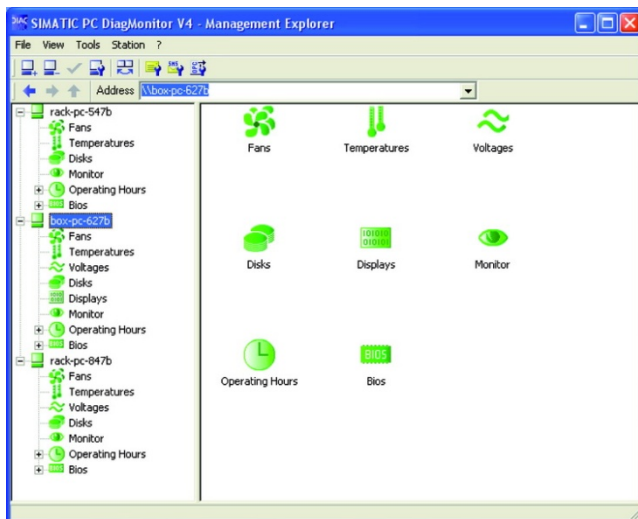 SIMATIC PC DiagMonitor V4 - Management Explorer
File View Tools Station ?
Address \\box-pc-627b
rack-pc-547b
Fans
Temperatures
Disks
Monitor
Operating Hours
Bios
box-pc-627b
Fans
Temperatures
Voltages
Disks
Displays
Monitor
Operating Hours
Bios
rack-pc-847b
Fans
Temperatures
Voltages
Disks
Monitor
Operating Hours
Bios
Fans Temperatures Voltages
Disks Displays Monitor
BIOS
Operating Hours Bios